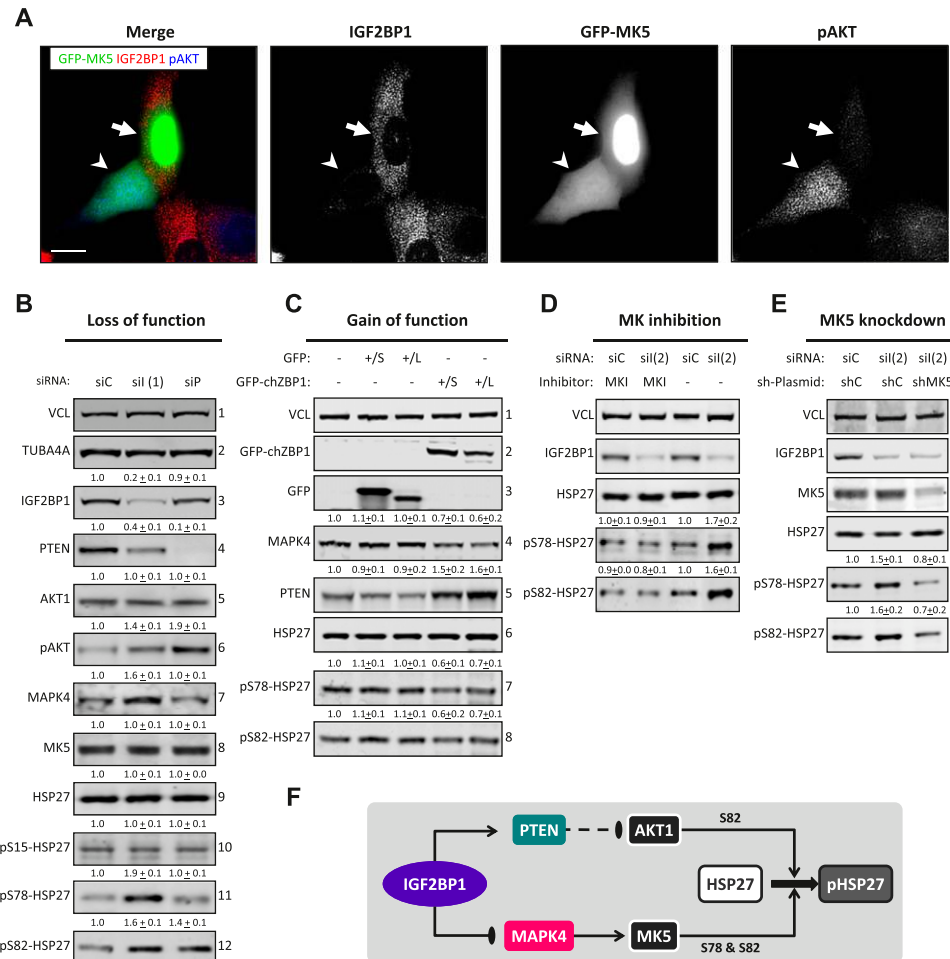 A
Merge IGF2BP1 GFP-MK5 pAKT
GFP-MK5 IGF2BP1 pAKT
B
Loss of function
siRNA: siC siI (1) siP
VCL 1
TUBA4A 2
1.0 0.2 ± 0.1 0.9 ± 0.1
IGF2BP1 3
1.0 0.4 ± 0.1 0.1 ± 0.1
PTEN 4
1.0 1.0 ± 0.1 1.0 ± 0.1
AKT1 5
1.0 1.4 ± 0.1 1.9 ± 0.1
pAKT 6
1.0 1.6 ± 0.1 1.0 ± 0.1
MAPK4 7
1.0 1.0 ± 0.1 1.0 ± 0.1
MK5 8
1.0 1.0 ± 0.1 1.0 ± 0.0
HSP27 9
1.0 1.0 ± 0.1 1.0 ± 0.1
pS15-HSP27 10
1.0 1.9 ± 0.1 1.0 ± 0.1
pS78-HSP27 11
1.0 1.6 ± 0.1 1.4 ± 0.1
pS82-HSP27 12
C
Gain of function
GFP: - +/S +/L - -
GFP-chZBP1: - - - +/S +/L
VCL 1
GFP-chZBP1 2
GFP 3
1.0 1.1±0.1 1.0±0.1 0.7±0.1 0.6±0.2
MAPK4 4
1.0 0.9±0.1 0.9±0.2 1.5±0.2 1.6±0.1
PTEN 5
HSP27 6
1.0 1.1±0.1 1.0±0.1 0.6±0.1 0.7±0.1
pS78-HSP27 7
1.0 1.1±0.1 1.1±0.1 0.6±0.2 0.7±0.1
pS82-HSP27 8
D
MK inhibition
siRNA: siC siI(2) siC siI(2)
Inhibitor: MKI MKI - -
VCL
IGF2BP1
HSP27
1.0±0.1 0.9±0.1 1.0 1.7±0.2
pS78-HSP27
0.9±0.0 0.8±0.1 1.0 1.6±0.1
pS82-HSP27
E
MK5 knockdown
siRNA: siC siI(2) siI(2)
sh-Plasmid: shC shC shMK5
VCL
IGF2BP1
MK5
HSP27
1.0 1.5±0.1 0.8±0.1
pS78-HSP27
1.0 1.6±0.2 0.7±0.2
pS82-HSP27
F
PTEN AKT1 S82
IGF2BP1 HSP27 pHSP27
MAPK4 MK5 S78 & S82